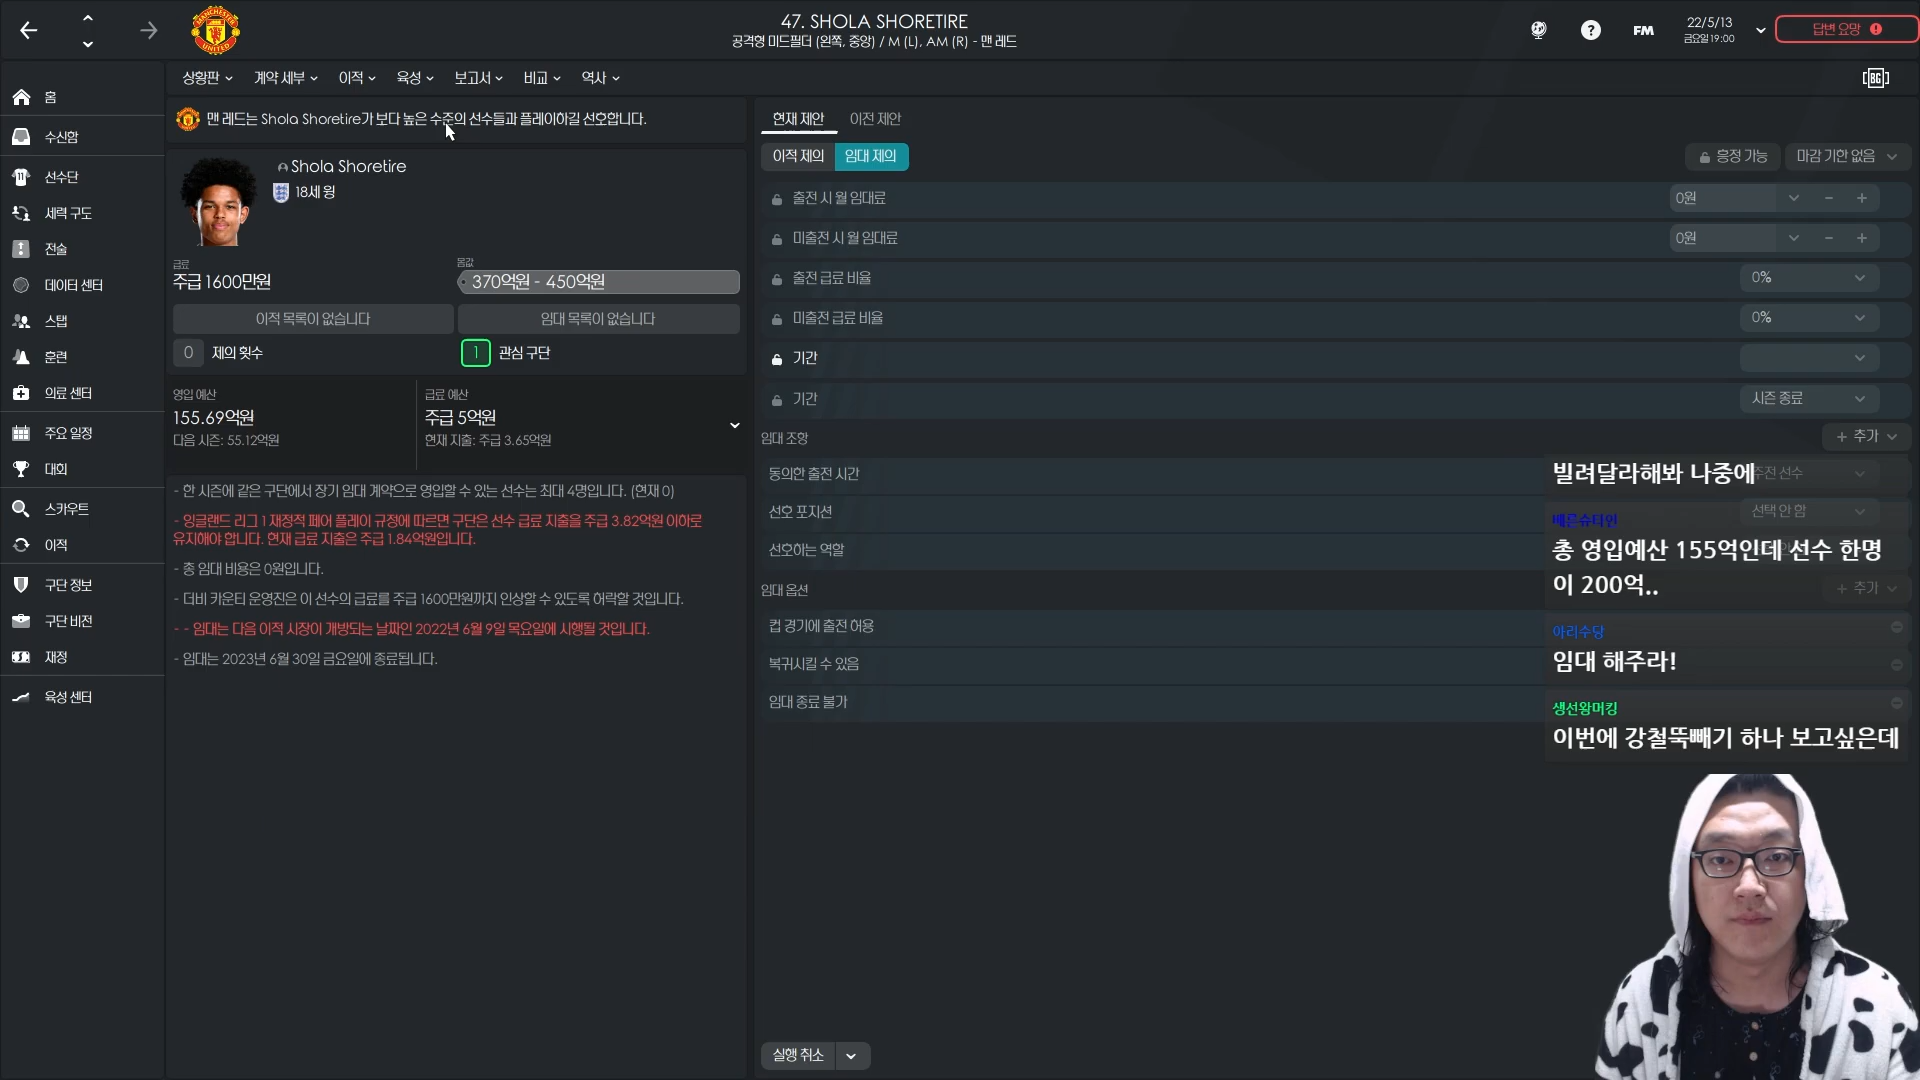 47. SHOLA SHORETIRE
공격형 미드필더 (왼쪽, 중앙) / M (L), AM (R) - 맨 레드
FM
22/5/13
금요일 19:00
답변 요망
MANCHESTER
UNITED
홈
수신함
선수단
세력 구도
전술
데이터 센터
스탭
훈련
의료 센터
주요 일정
대회
스카우트
이적
구단 정보
구단 비전
재정
육성 센터
상황판
계약 세부
이적
육성
보고서
비교
역사
BG
맨 레드는 Shola Shoretire가 보다 높은 수준의 선수들과 플레이하길 선호합니다.
Shola Shoretire
18세 윙
급료
주급 1600만원
몸값
370억원 - 450억원
이적 목록이 없습니다
임대 목록이 없습니다
0 제의 횟수
1 관심 구단
영입 예산
155.69억원
다음 시즌: 55.12억원
급료 예산
주급 5억원
현재 지출: 주급 3.65억원
- 한 시즌에 같은 구단에서 장기 임대 계약으로 영입할 수 있는 선수는 최대 4명입니다. (현재 0)
- 잉글랜드 리그 1 재정적 페어 플레이 규정에 따르면 구단은 선수 급료 지출을 주급 3.82억원 이하로
유지해야 합니다. 현재 급료 지출은 주급 1.84억원입니다.
- 총 임대 비용은 0원입니다.
- 더비 카운티 운영진은 이 선수의 급료를 주급 1600만원까지 인상할 수 있도록 허락할 것입니다.
- - 임대는 다음 이적 시장이 개방되는 날짜인 2022년 6월 9일 목요일에 시행될 것입니다.
- 임대는 2023년 6월 30일 금요일에 종료됩니다.
현재 제안
이전 제안
이적 제의
임대 제의
흥정 가능
마감 기한 없음
출전 시 월 임대료
0원
미출전 시 월 임대료
0원
출전 급료 비율
0%
미출전 급료 비율
0%
기간
기간
시즌 종료
임대 조항
+ 추가
동의한 출전 시간
주전 선수
선호 포지션
선택 안 함
선호하는 역할
임대 옵션
+ 추가
컵 경기에 출전 허용
복귀시킬 수 있음
임대 종료 불가
빌려달라해봐 나중에
배른슈타인
총 영입예산 155억인데 선수 한명
이 200억..
아리수당
임대 해주라!
생선왕머킹
이번에 강철뚝빼기 하나 보고싶은데
실행 취소